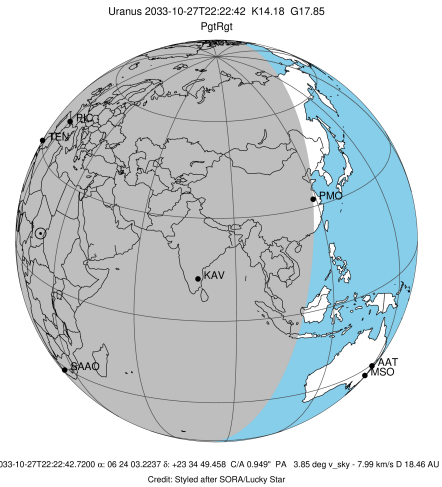 Uranus 2033-10-27T22:22:42 K14.18 G17.85
PgtRgt
PIC
TEN
PMO
KAV
SAAO
AAT
MSO
033-10-27T22:22:42.7200 α: 06 24 03.2237 δ: +23 34 49.458 C/A 0.949" PA 3.85 deg v_sky - 7.99 km/s D 18.46 AU
Credit: Styled after SORA/Lucky Star